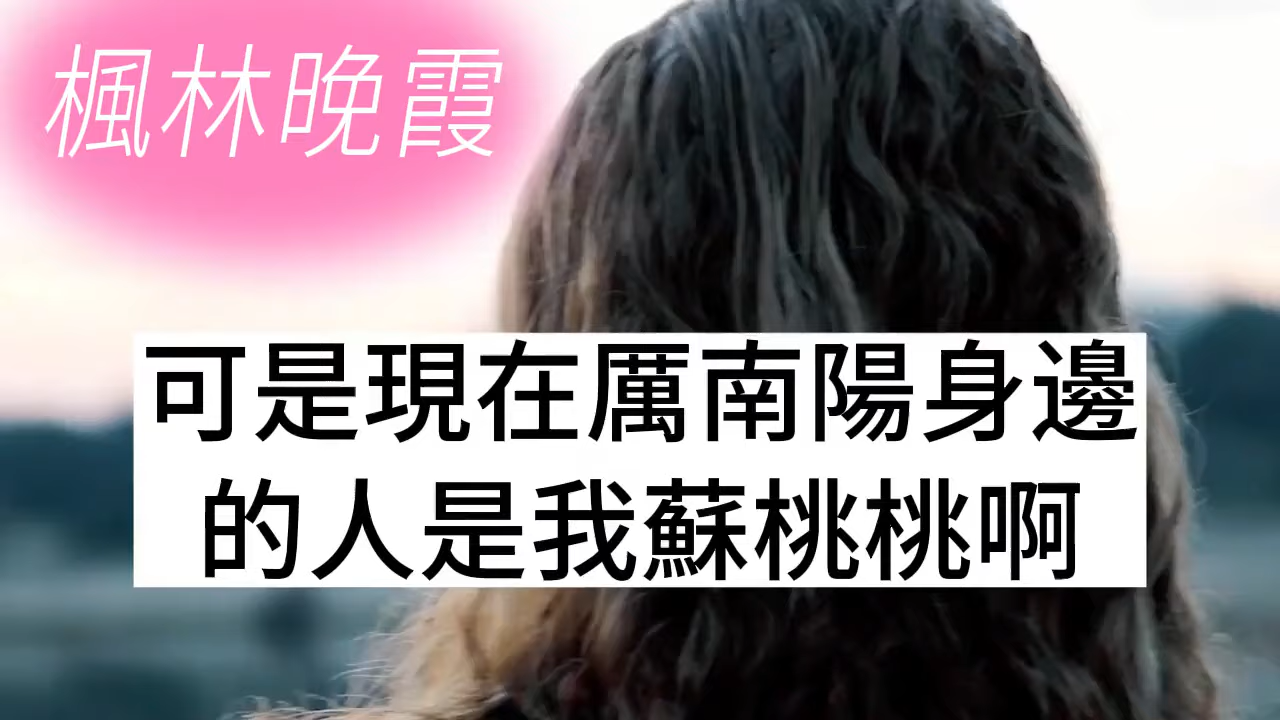 楓林晚霞
可是現在厲南陽身邊
的人是我蘇桃桃啊